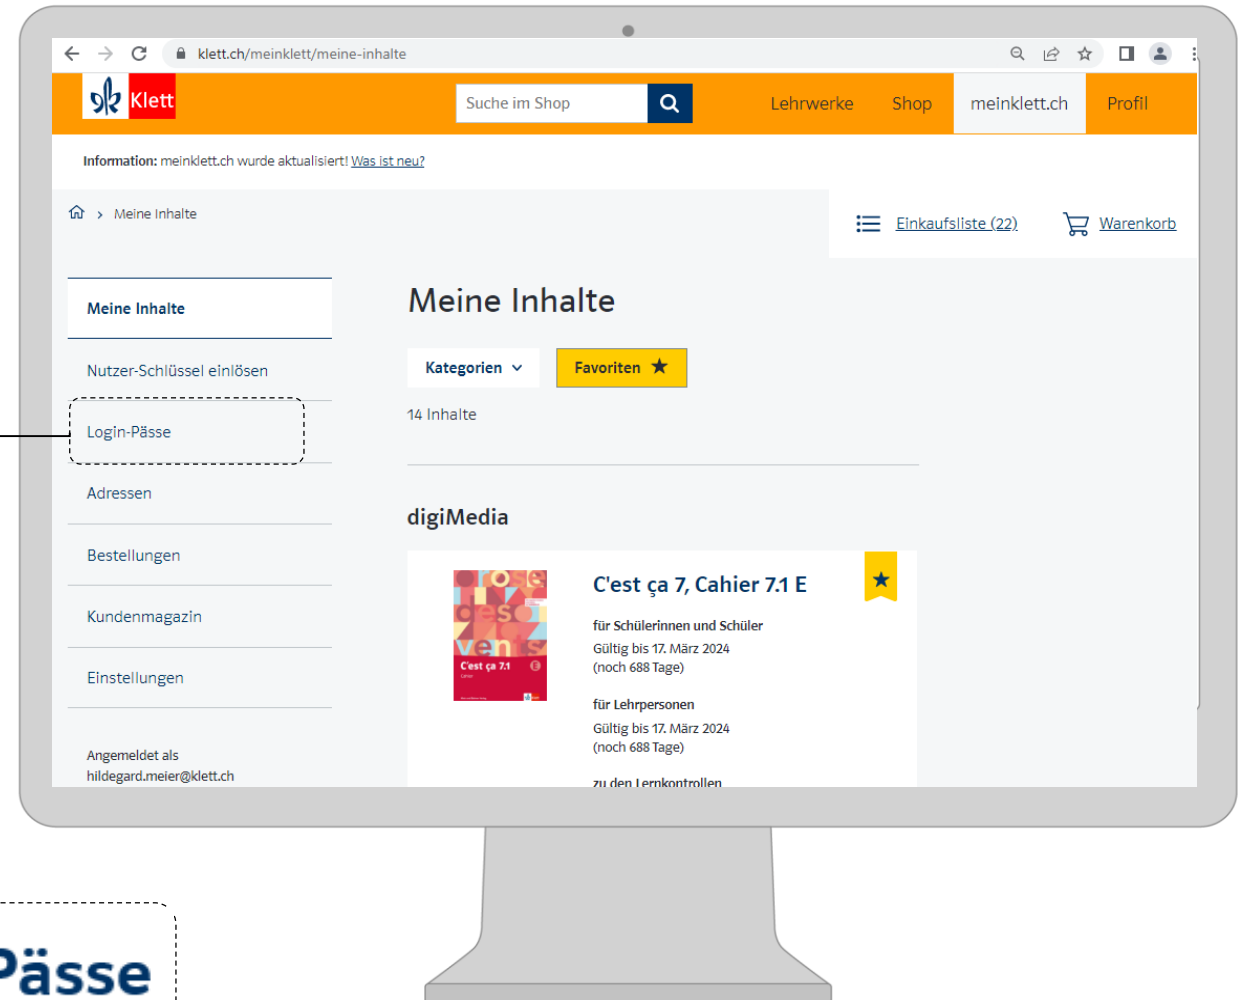 klett.ch/meinklett/meine-inhalte
Klett
Suche im Shop
Lehrwerke Shop meinklett.ch Profil
Information: meinklett.ch wurde aktualisiert! Was ist neu?
Meine Inhalte
Einkaufsliste (22) Warenkorb
Meine Inhalte
Nutzer-Schlüssel einlösen
Login-Pässe
Adressen
Bestellungen
Kundenmagazin
Einstellungen
Angemeldet als
hildegard.meier@klett.ch
Meine Inhalte
Kategorien Favoriten
14 Inhalte
digiMedia
C'est ça 7.1 E
C'est ça 7, Cahier 7.1 E
für Schülerinnen und Schüler
Gültig bis 17. März 2024
(noch 688 Tage)
für Lehrpersonen
Gültig bis 17. März 2024
(noch 688 Tage)
zu den Lernkontrollen
Pässe